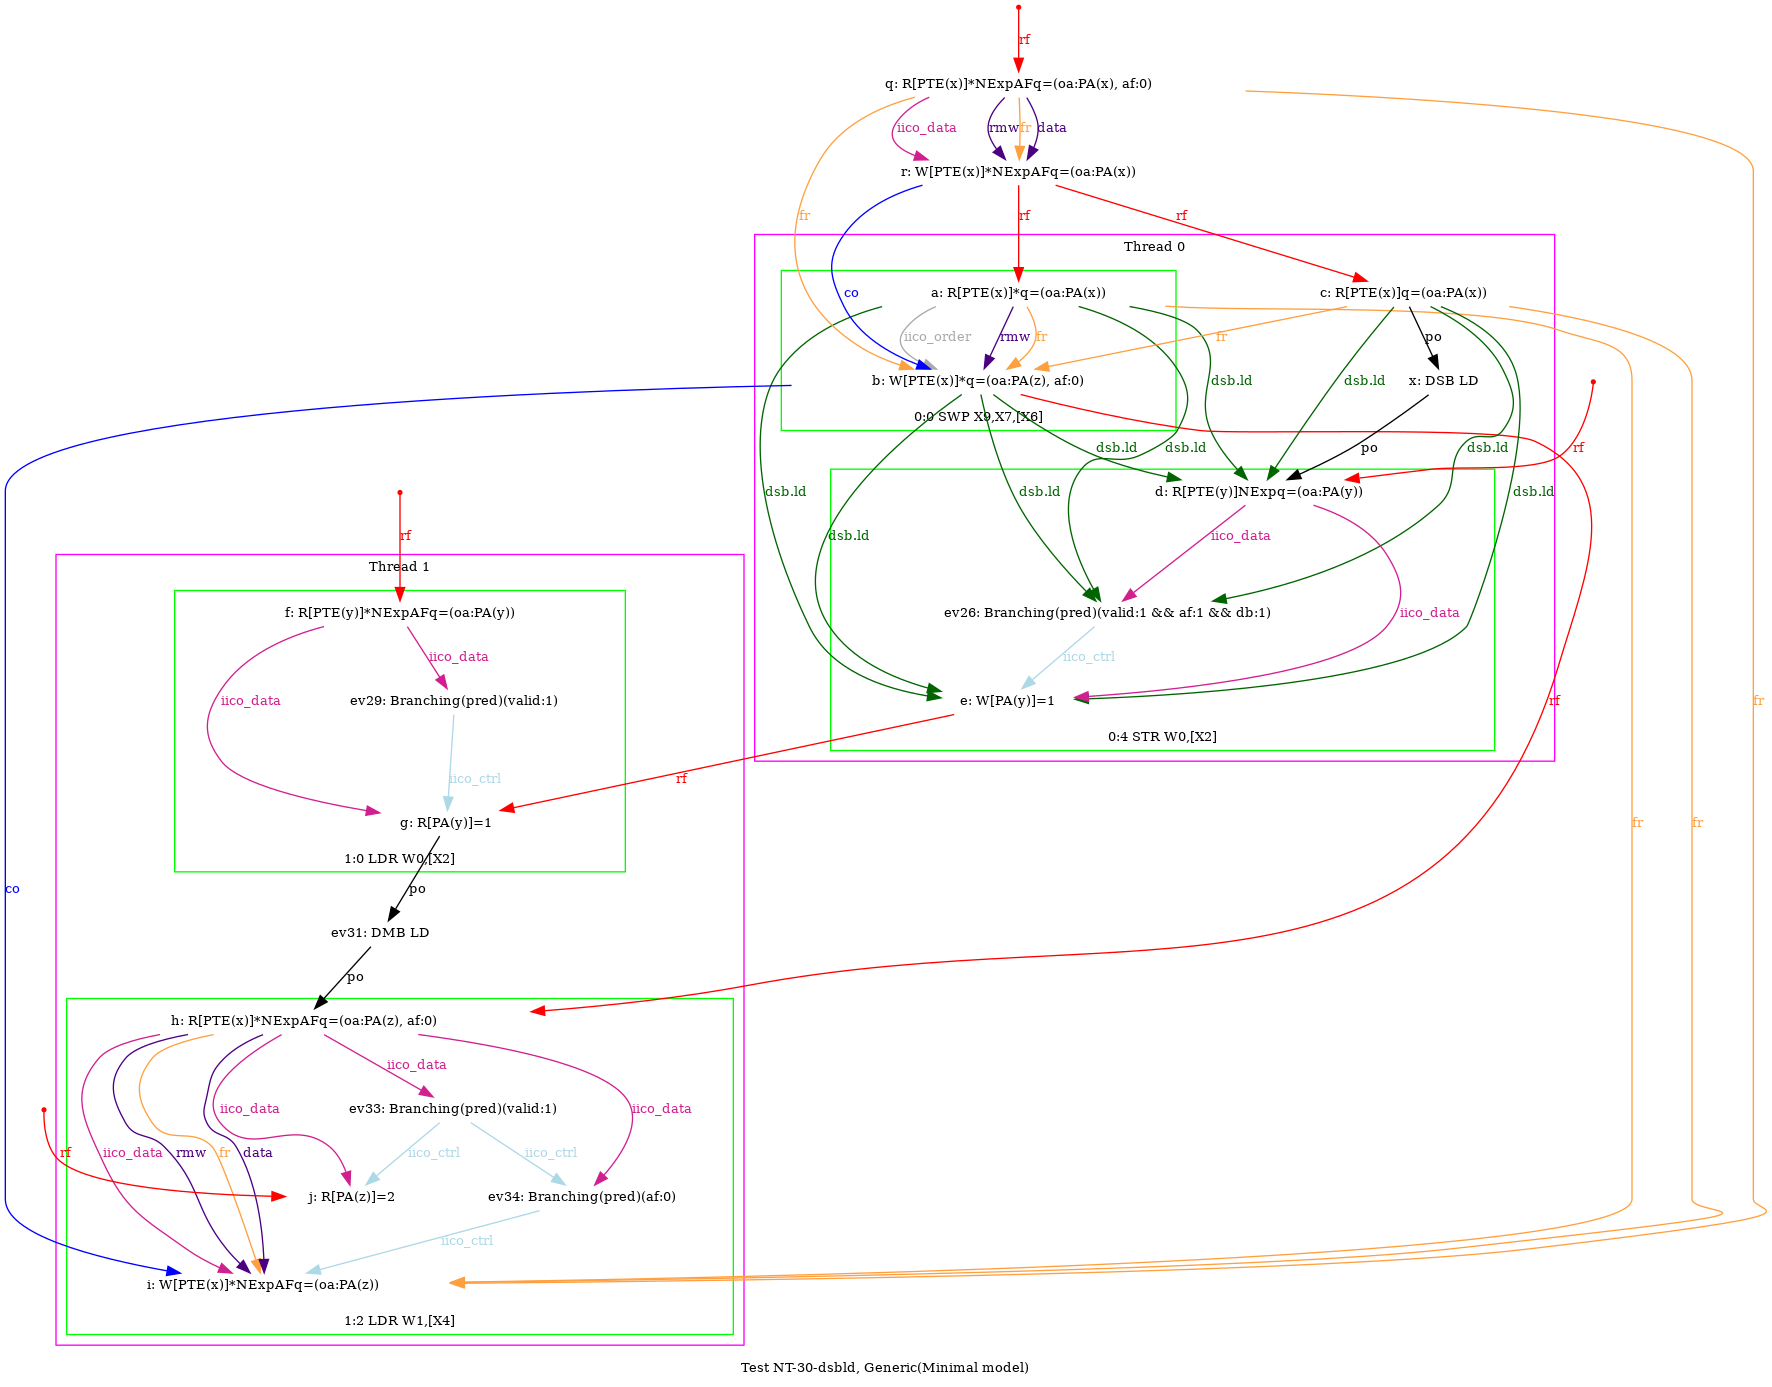 rf
q: R[PTE(x)]*NExpAFq=(oa:PA(x), af:0)
iico_data
rmw
fr
data
r: W[PTE(x)]*NExpAFq=(oa:PA(x))
fr
rf
rf
Thread 0
co
a: R[PTE(x)]*q=(oa:PA(x))
c: R[PTE(x)]q=(oa:PA(x))
iico_order
rmw
fr
fr
po
b: W[PTE(x)]*q=(oa:PA(z), af:0)
dsb.ld
dsb.ld
x: DSB LD
0:0 SWP X9,X7,[X6]
dsb.ld
dsb.ld
po
dsb.ld
rf
dsb.ld
dsb.ld
d: R[PTE(y)]NExpq=(oa:PA(y))
dsb.ld
rf
dsb.ld
iico_data
Thread 1
f: R[PTE(y)]*NExpAFq=(oa:PA(y))
ev26: Branching(pred)(valid:1 && af:1 && db:1)
iico_data
iico_data
iico_ctrl
iico_data
ev29: Branching(pred)(valid:1)
e: W[PA(y)]=1
rf
fr
0:4 STR W0,[X2]
iico_ctrl
rf
g: R[PA(y)]=1
fr
fr
1:0 LDR W0,[X2]
co
po
ev31: DMB LD
po
h: R[PTE(x)]*NExpAFq=(oa:PA(z), af:0)
iico_data
iico_data
ev33: Branching(pred)(valid:1)
iico_data
rf
iico_data
rmw
fr
data
iico_ctrl
iico_ctrl
j: R[PA(z)]=2
ev34: Branching(pred)(af:0)
iico_ctrl
i: W[PTE(x)]*NExpAFq=(oa:PA(z))
1:2 LDR W1,[X4]
Test NT-30-dsbld, Generic(Minimal model)